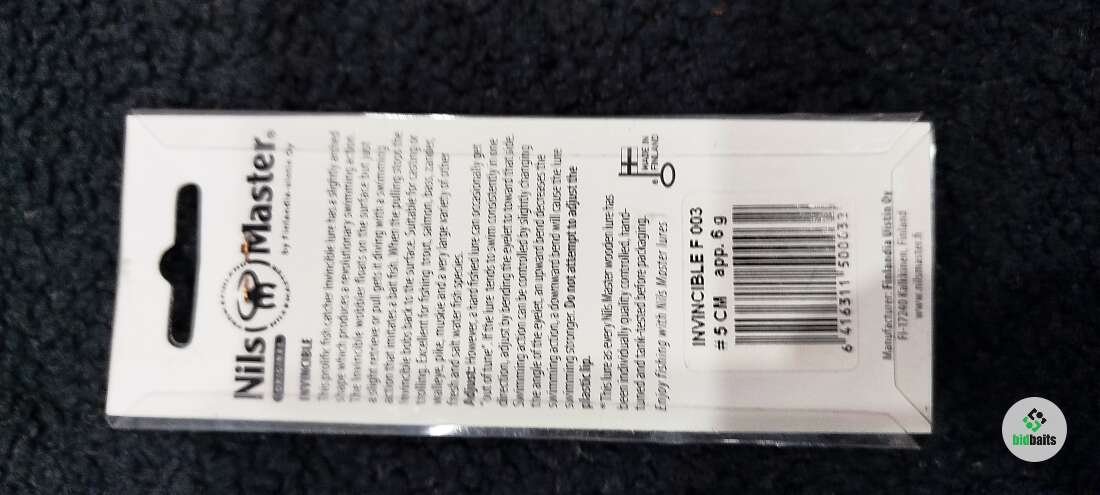 Nils Master®
by Finlandia-uistin Oy
ORIGINAL
INVINCIBLE
This prolific fish catcher Invincible lure has a slightly arched
shape which produces a revolutionary swimming action.
The Invincible wobbler floats on the surface but just
a slight retrieve or pull gets it diving with a swimming
action that imitates a bait fish. When the pulling stops the
Invincible bobs back to the surface. Suitable for casting or
trolling. Excellent for fishing trout, salmon, bass, zander,
walleye, pike, muskie and a very large variety of other
fresh and salt water fish species.
Adjust: However, a hard fished lure can occasionally get
"out of tune". If the lure tends to swim consistently in one
direction, adjust by bending the eyelet to toward that side.
Swimming action can be controlled by slightly changing
the angle of the eyelet, an upward bend decreases the
swimming action, a downward bend will cause the lure
swimming stronger. Do not attempt to adjust the
plastic lip.
*This lure as every Nils Master wooden lure has
been individually quality controlled, hand-
tuned and tank-tested before packaging.
Enjoy fishing with Nils Master lures
MADE IN
FINLAND
INVINCIBLE F 003
# 5 CM app. 6 g
6 416311 500033
Manufacturer: Finlandia Uistin Oy
FI-17240 Kalkkinen, Finland
www.nilsmaster.fi
bidbaits